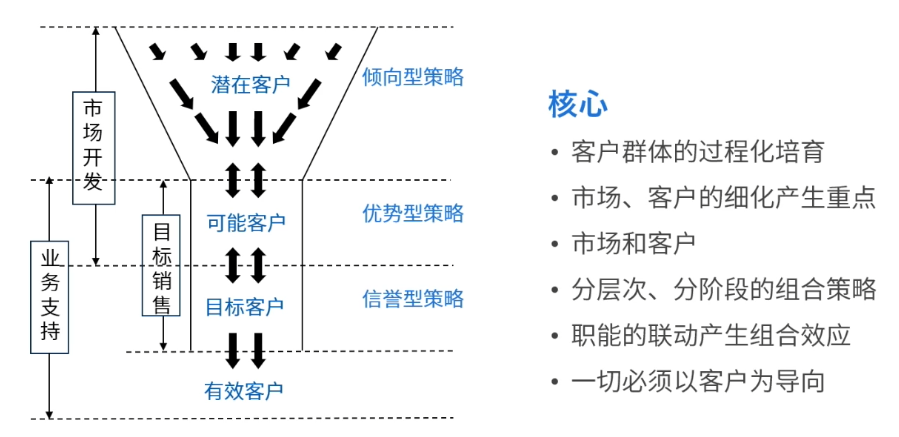 潜在客户
倾向型策略
市场开发
可能客户
优势型策略
目标销售
业务支持
目标客户
信誉型策略
有效客户
核心
• 客户群体的过程化培育
• 市场、客户的细化产生重点
• 市场和客户
• 分层次、分阶段的组合策略
• 职能的联动产生组合效应
• 一切必须以客户为导向